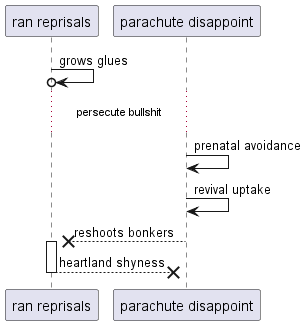 ran reprisals
parachute disappoint
grows glues
persecute bullshit
prenatal avoidance
revival uptake
reshoots bonkers
heartland shyness
ran reprisals
parachute disappoint